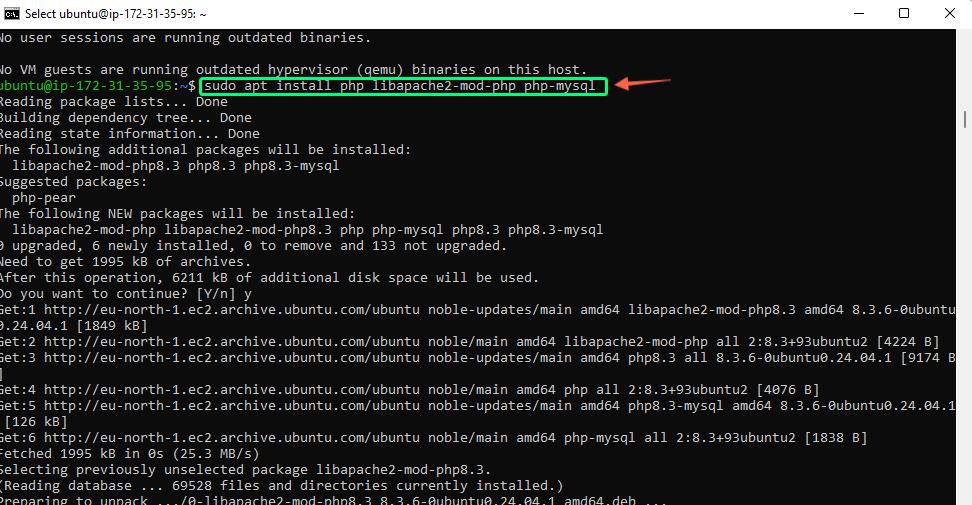 Select ubuntu@ip-172-31-35-95: ~
No user sessions are running outdated binaries.
No VM guests are running outdated hypervisor (qemu) binaries on this host.
ubuntu@ip-172-31-35-95:~$ sudo apt install php libapache2-mod-php php-mysql
Reading package lists... Done
Building dependency tree... Done
Reading state information... Done
The following additional packages will be installed:
libapache2-mod-php8.3 php8.3 php8.3-mysql
Suggested packages:
php-pear
The following NEW packages will be installed:
libapache2-mod-php libapache2-mod-php8.3 php php-mysql php8.3 php8.3-mysql
0 upgraded, 6 newly installed, 0 to remove and 133 not upgraded.
Need to get 1995 kB of archives.
After this operation, 6211 kB of additional disk space will be used.
Do you want to continue? [Y/n] y
Get:1 http://eu-north-1.ec2.archive.ubuntu.com/ubuntu noble-updates/main amd64 libapache2-mod-php8.3 amd64 8.3.6-0ubuntu
0.24.04.1 [1849 kB]
Get:2 http://eu-north-1.ec2.archive.ubuntu.com/ubuntu noble/main amd64 libapache2-mod-php all 2:8.3+93ubuntu2 [4224 B]
Get:3 http://eu-north-1.ec2.archive.ubuntu.com/ubuntu noble-updates/main amd64 php8.3 all 8.3.6-0ubuntu0.24.04.1 [9174 B
]
Get:4 http://eu-north-1.ec2.archive.ubuntu.com/ubuntu noble/main amd64 php all 2:8.3+93ubuntu2 [4076 B]
Get:5 http://eu-north-1.ec2.archive.ubuntu.com/ubuntu noble-updates/main amd64 php8.3-mysql amd64 8.3.6-0ubuntu0.24.04.1
[126 kB]
Get:6 http://eu-north-1.ec2.archive.ubuntu.com/ubuntu noble/main amd64 php-mysql all 2:8.3+93ubuntu2 [1838 B]
Fetched 1995 kB in 0s (25.3 MB/s)
Selecting previously unselected package libapache2-mod-php8.3.
(Reading database ... 69528 files and directories currently installed.)
Preparing to unpack .../0-libapache2-mod-php8.3_8.3.6-0ubuntu0.24.04.1_amd64.deb ...